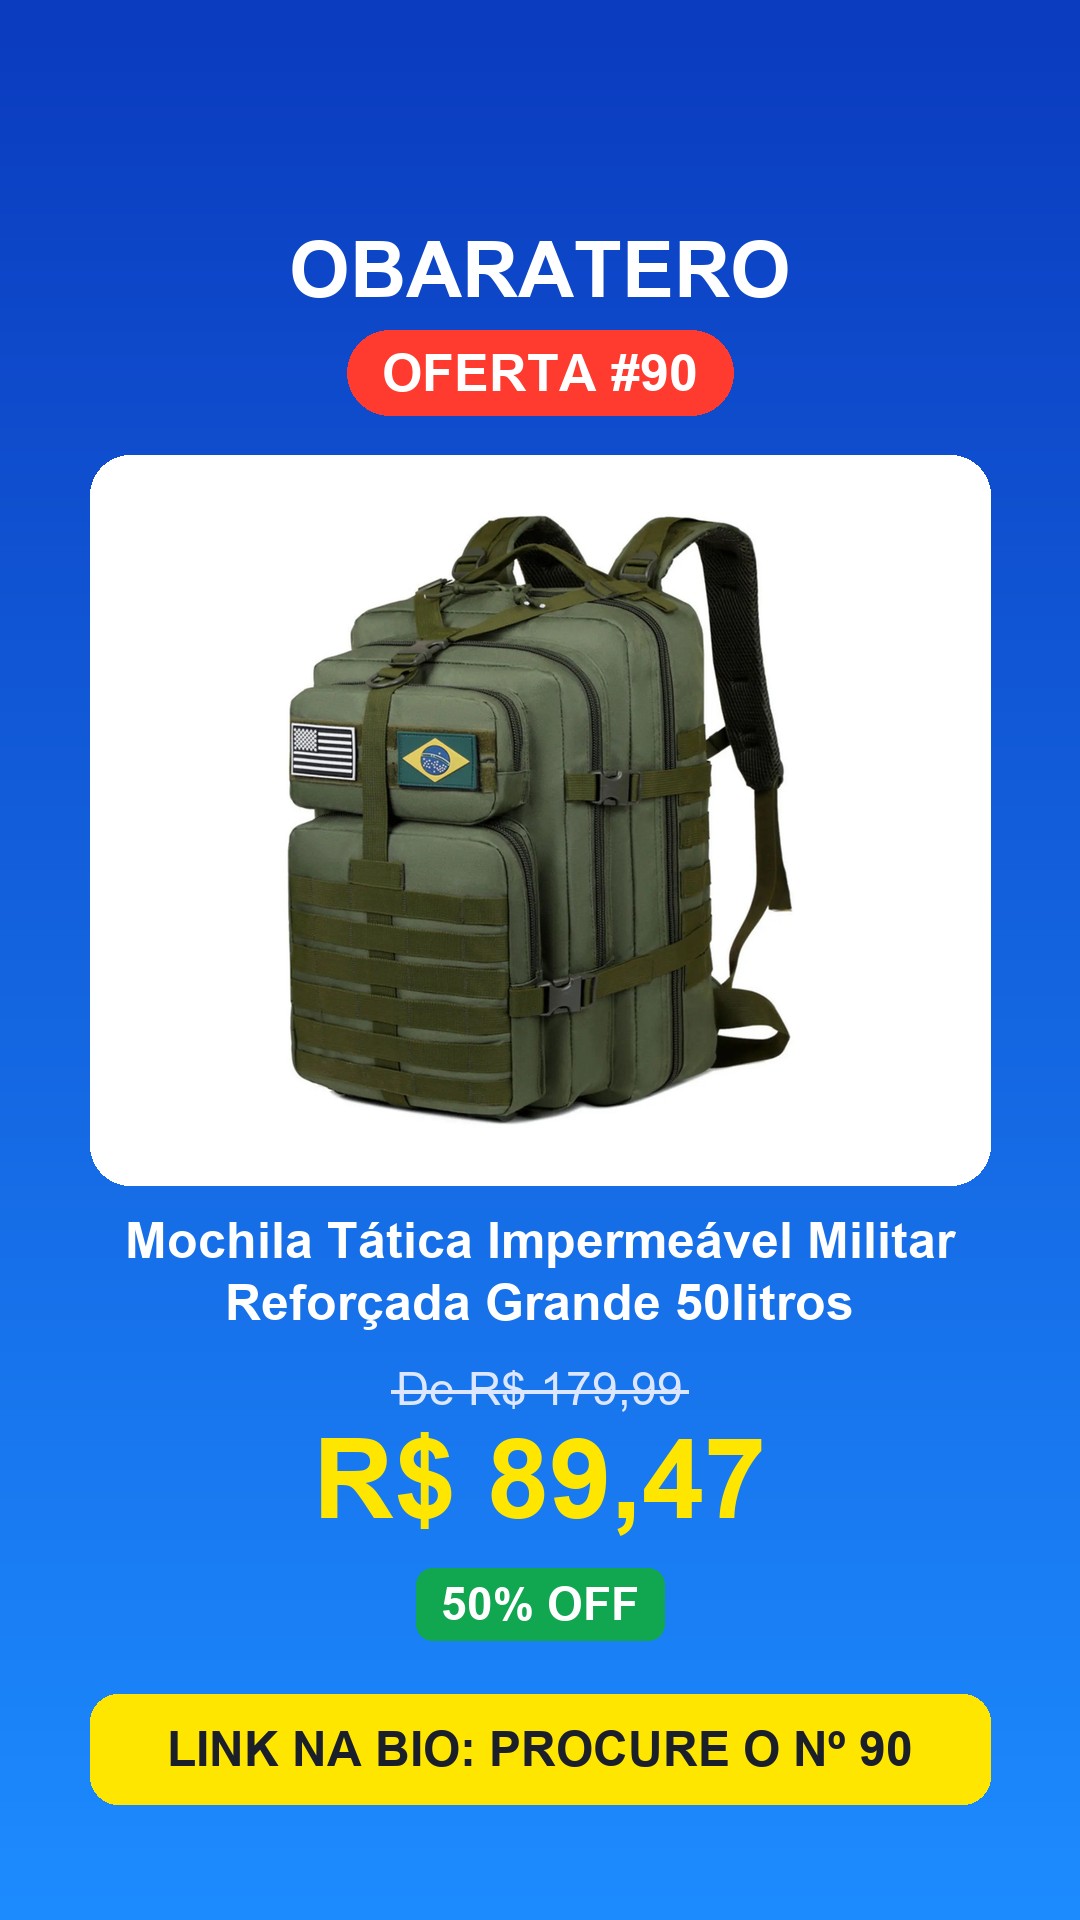 OBARATERO
OFERTA #90
Mochila Tática Impermeável Militar
Reforçada Grande 50litros
De R$ 179,99
R$ 89,47
50% OFF
LINK NA BIO: PROCURE O Nº 90